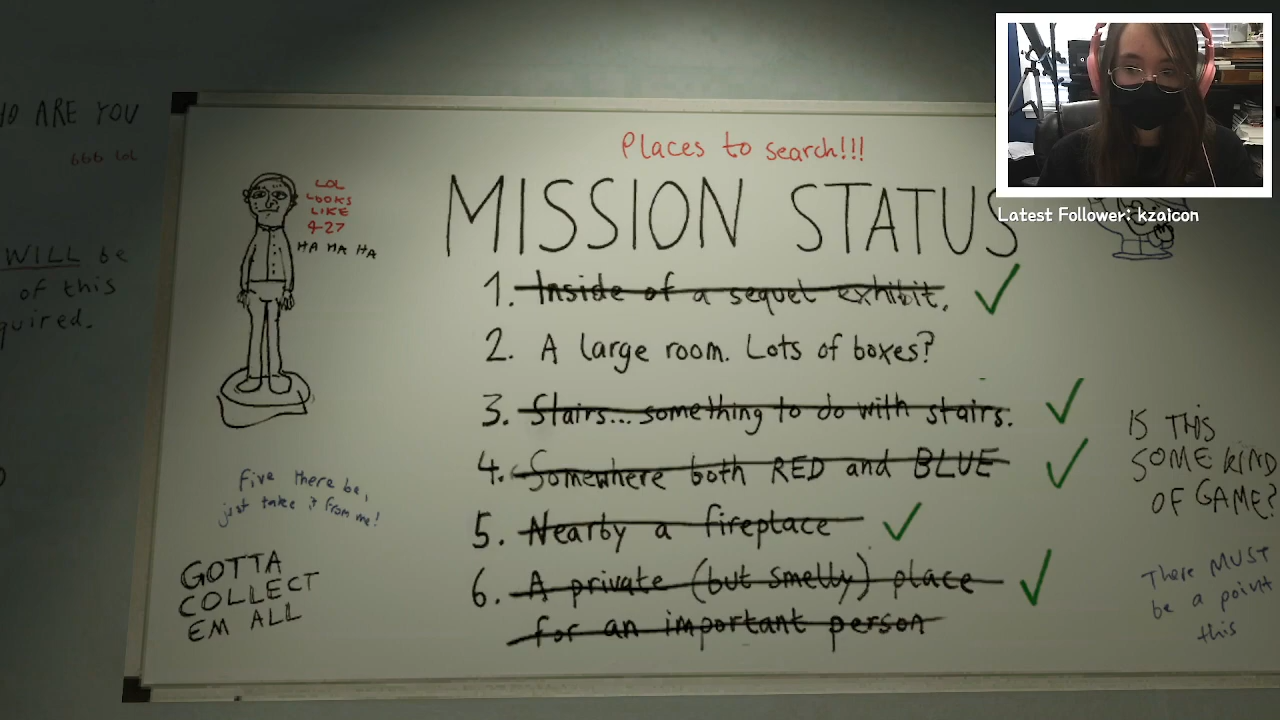 WHO ARE YOU
666 lol
WILL be
of this
quired.
LOL
LOOKS
LIKE
4-27
HA HA HA
Five there be,
just take it from me!
GOTTA
COLLECT
EM ALL
Places to search!!!
MISSION STATUS
1. Inside of a sequel exhibit.
2. A large room. Lots of boxes?
3. Stairs... something to do with stairs.
4. Somewhere both RED and BLUE
5. Nearby a fireplace
6. A private (but smelly) place
for an important person
Latest Follower: kzaicon
IS THIS
SOME KIND
OF GAME?
There MUST
be a point
this